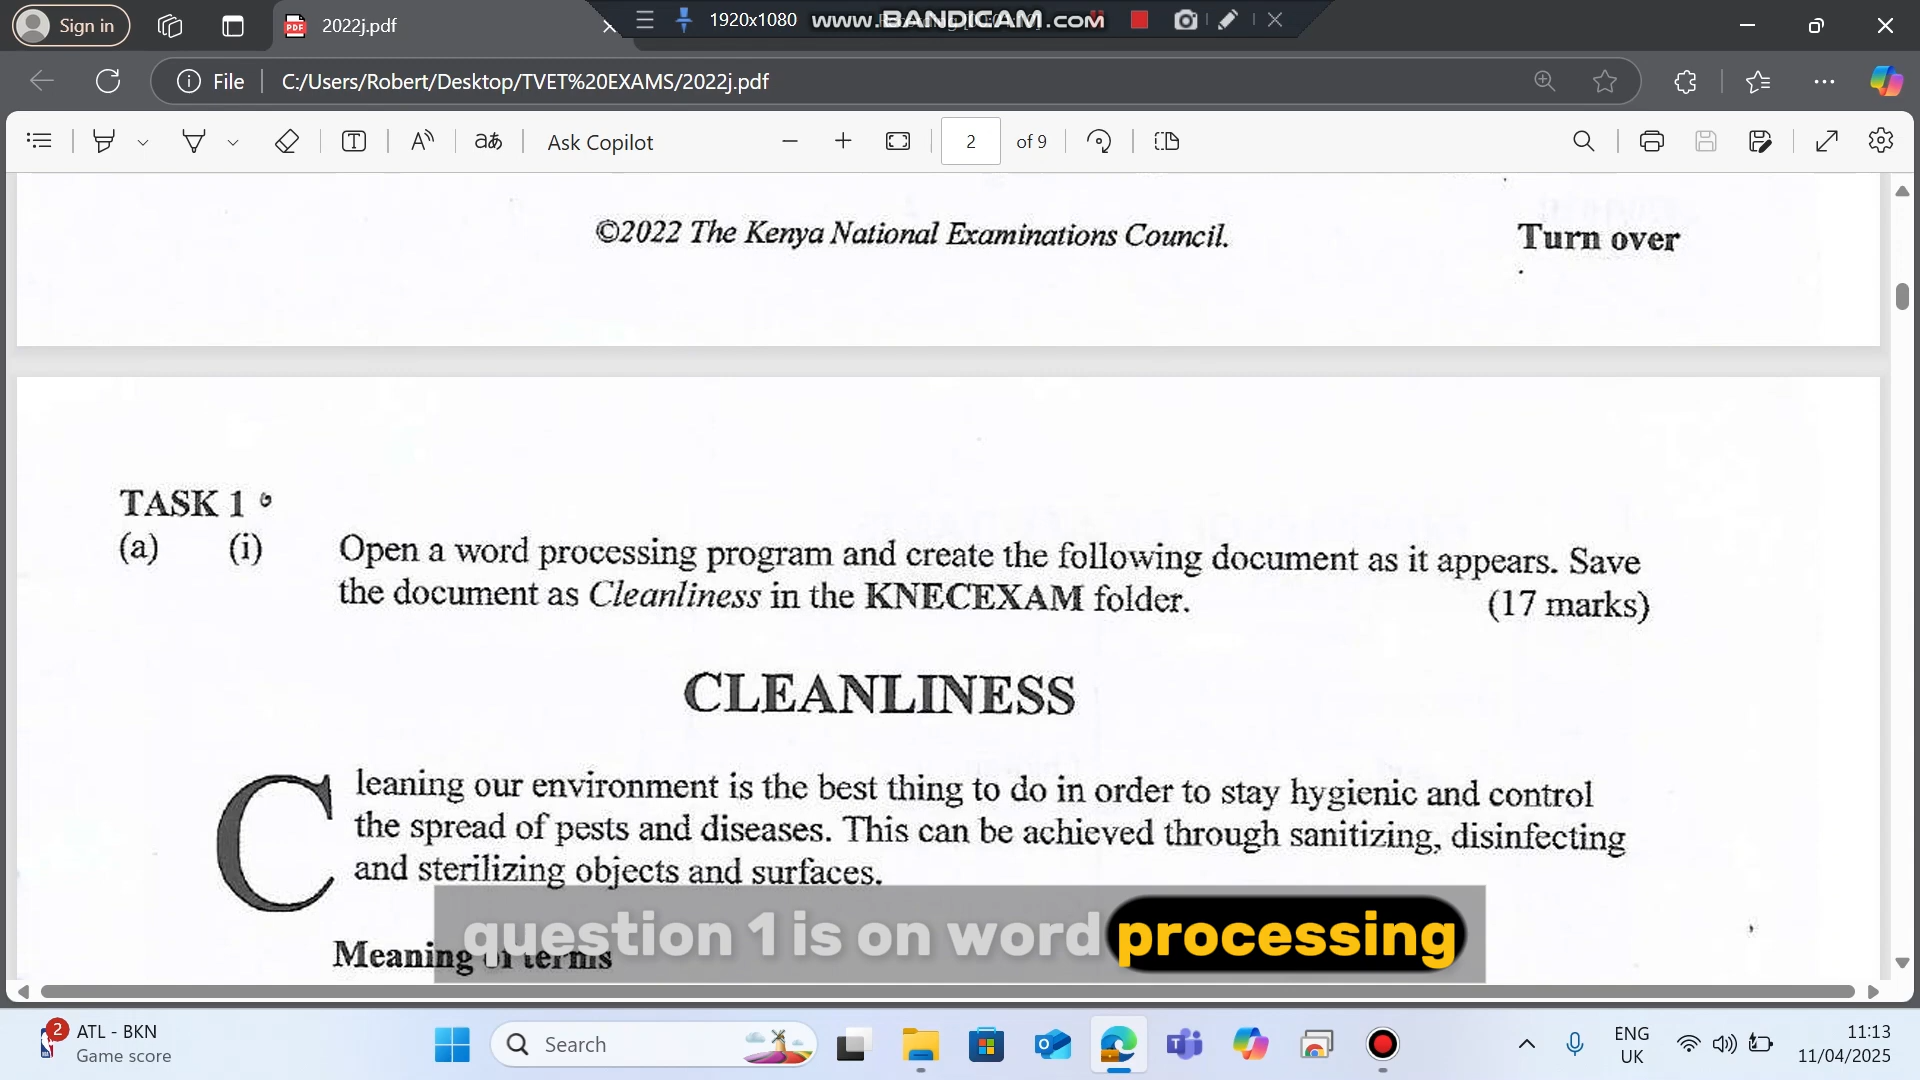 Sign in
2022j.pdf
1920x1080
www.BANDICAM.com
File
C:/Users/Robert/Desktop/TVET%20EXAMS/2022j.pdf
Ask Copilot
2 of 9
©2022 The Kenya National Examinations Council.
Turn over
TASK 1
(a) (i) Open a word processing program and create the following document as it appears. Save
the document as Cleanliness in the KNECEXAM folder. (17 marks)
CLEANLINESS
Cleaning our environment is the best thing to do in order to stay hygienic and control
the spread of pests and diseases. This can be achieved through sanitizing, disinfecting
and sterilizing objects and surfaces.
question 1 is on word processing
Meaning of terms
2
ATL - BKN
Game score
Search
ENG
UK
11:13
11/04/2025